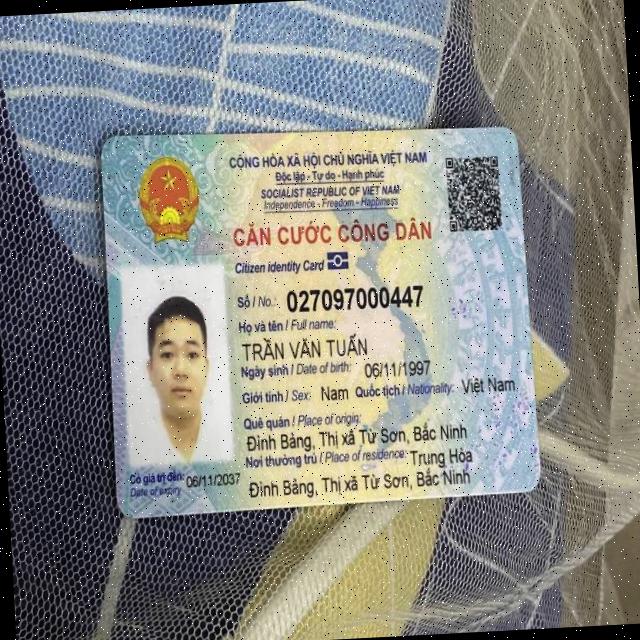 CỘNG HÒA XÃ HỘI CHỦ NGHĨA VIỆT NAM
Độc lập - Tự do - Hạnh phúc
SOCIALIST REPUBLIC OF VIET NAM
Independence - Freedom - Happiness
CĂN CƯỚC CÔNG DÂN
Citizen Identity Card
Số / No.: 027097000447
Họ và tên / Full name:
TRẦN VĂN TUẤN
Ngày sinh / Date of birth: 06/11/1997
Giới tính / Sex: Nam Quốc tịch / Nationality: Việt Nam
Quê quán / Place of origin:
Đình Bảng, Thị xã Từ Sơn, Bắc Ninh
Nơi thường trú / Place of residence: Trung Hòa
Đình Bảng, Thị xã Từ Sơn, Bắc Ninh
Có giá trị đến: 06/11/2037
Date of expiry